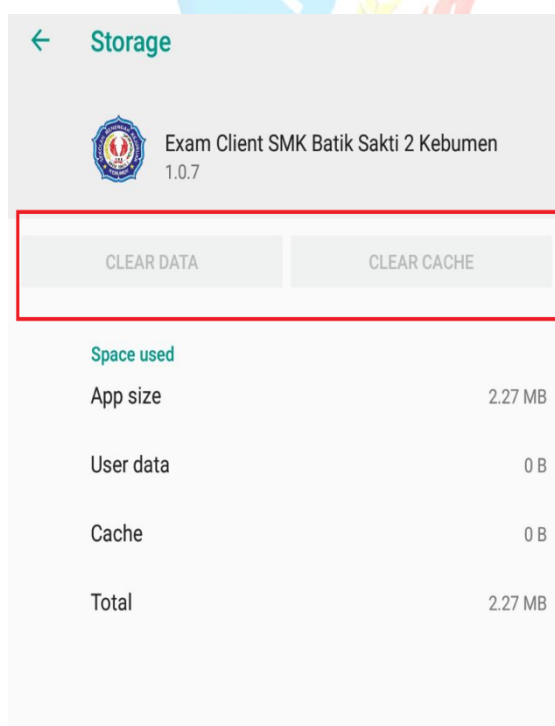 Storage
Exam Client SMK Batik Sakti 2 Kebumen
1.0.7
CLEAR DATA CLEAR CACHE
Space used
App size 2.27 MB
User data 0 B
Cache 0 B
Total 2.27 MB